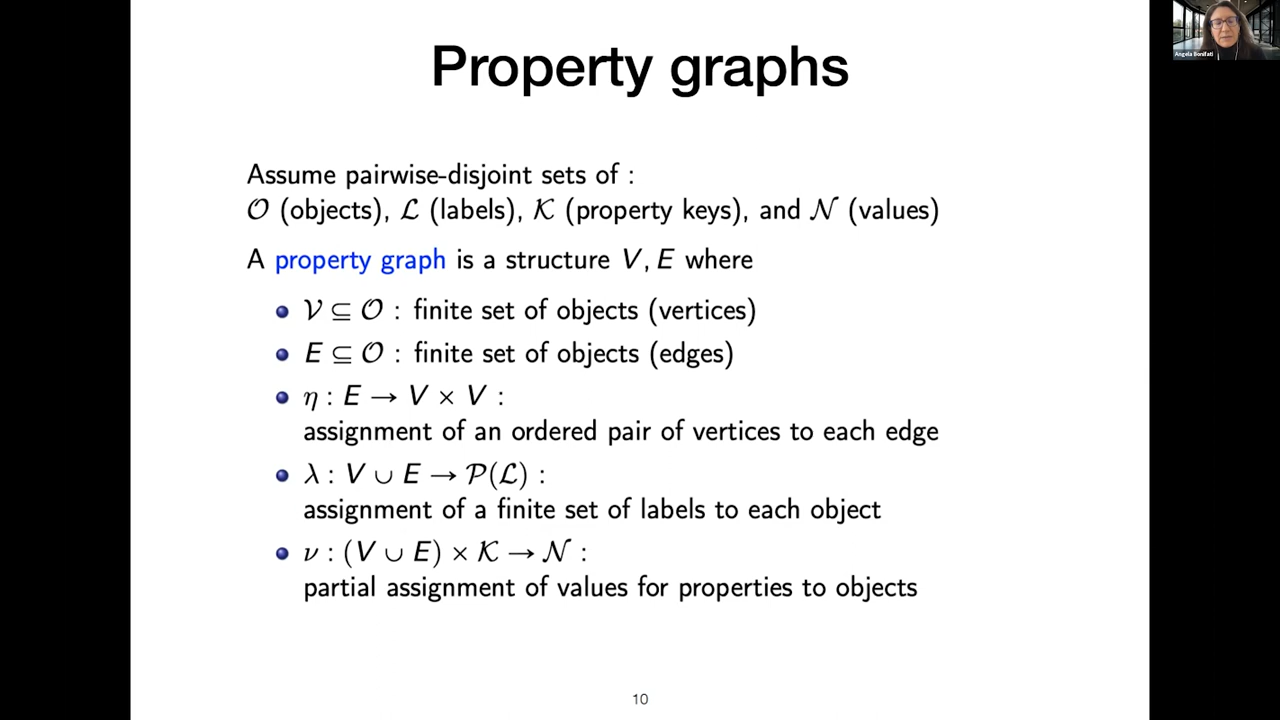 Property graphs
Angela Bonifati
Assume pairwise-disjoint sets of :
𝒪 (objects), ℒ (labels), 𝒦 (property keys), and 𝒩 (values)
A property graph is a structure V, E where
• 𝒱 ⊆ 𝒪 : finite set of objects (vertices)
• E ⊆ 𝒪 : finite set of objects (edges)
• η : E → V × V :
assignment of an ordered pair of vertices to each edge
• λ : V ∪ E → 𝒫(ℒ) :
assignment of a finite set of labels to each object
• ν : (V ∪ E) × 𝒦 → 𝒩 :
partial assignment of values for properties to objects
10